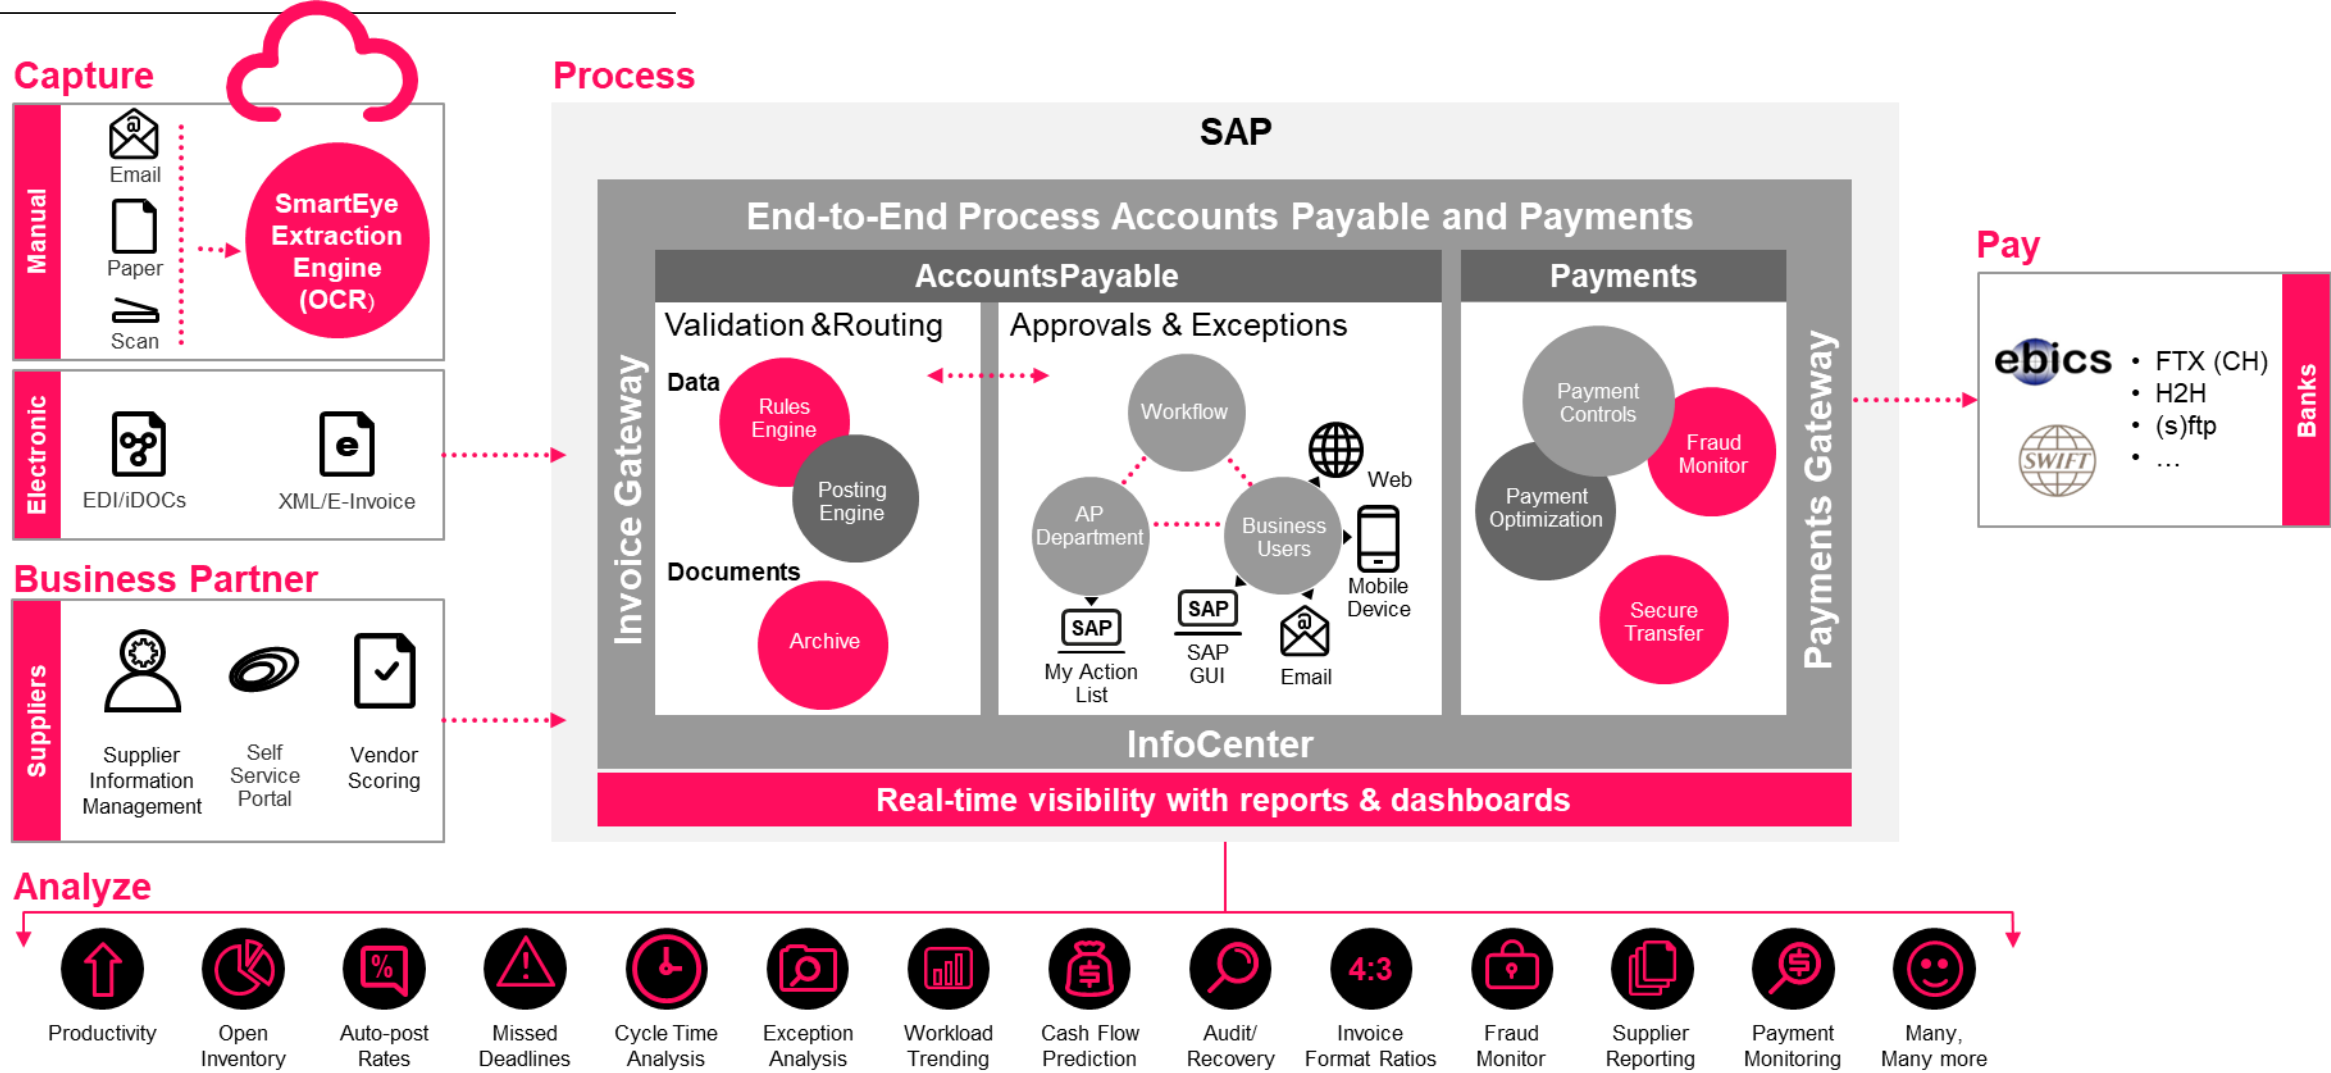 Capture
Manual
@
Email
Paper
Scan
SmartEye
Extraction
Engine
(OCR)
Electronic
EDI/iDOCs
e
XML/E-Invoice
Business Partner
Suppliers
Supplier
Information
Management
Self
Service
Portal
Vendor
Scoring
Process
SAP
End-to-End Process Accounts Payable and Payments
Invoice Gateway
AccountsPayable
Validation &Routing
Data
Rules
Engine
Posting
Engine
Documents
Archive
Approvals & Exceptions
Workflow
AP
Department
Business
Users
Web
Mobile
Device
SAP
My Action
List
SAP
SAP
GUI
@
Email
Payments
Payment
Controls
Fraud
Monitor
Payment
Optimization
Secure
Transfer
Payments Gateway
InfoCenter
Real-time visibility with reports & dashboards
Pay
ebics
SWIFT
• FTX (CH)
• H2H
• (s)ftp
• …
Banks
Analyze
Productivity
Open
Inventory
%
Auto-post
Rates
!
Missed
Deadlines
Cycle Time
Analysis
Exception
Analysis
Workload
Trending
$
Cash Flow
Prediction
Audit/
Recovery
4:3
Invoice
Format Ratios
Fraud
Monitor
Supplier
Reporting
$
Payment
Monitoring
Many,
Many more